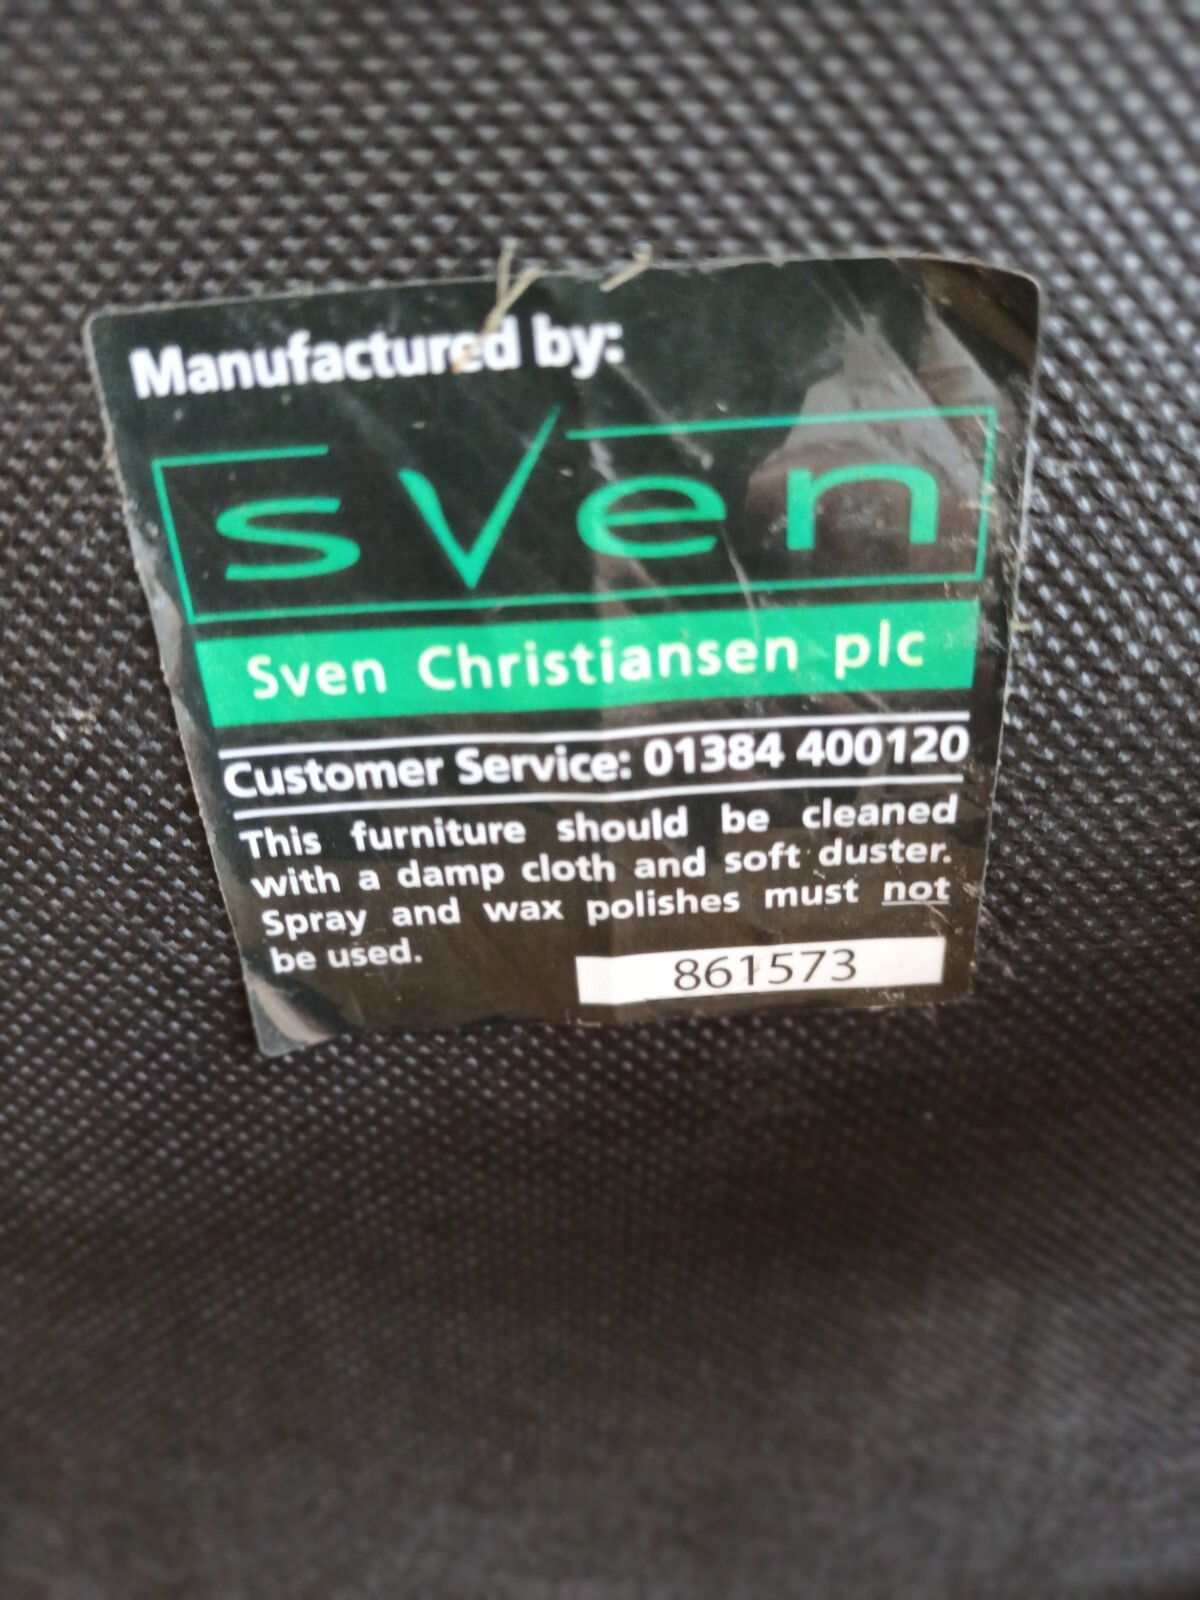 Manufactured by:
sven
Sven Christiansen plc
Customer Service: 01384 400120
This furniture should be cleaned
with a damp cloth and soft duster.
Spray and wax polishes must not
be used.
861573